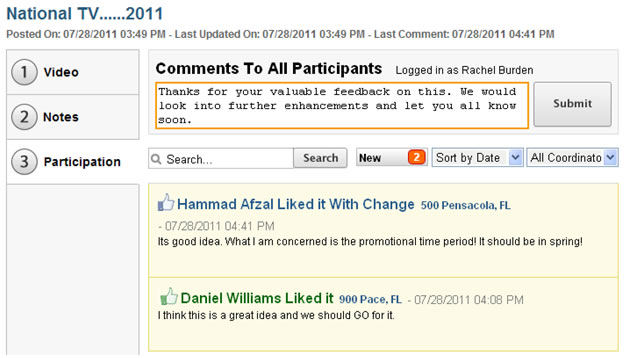 National TV......2011
Posted On: 07/28/2011 03:49 PM - Last Updated On: 07/28/2011 03:49 PM - Last Comment: 07/28/2011 04:41 PM
1 Video
2 Notes
3 Participation
Comments To All Participants Logged in as Rachel Burden
Thanks for your valuable feedback on this. We would
look into further enhancements and let you all know
soon.
Submit
Search... Search New 2 Sort by Date All Coordinato
Hammad Afzal Liked it With Change 500 Pensacola, FL
- 07/28/2011 04:41 PM
Its good idea. What I am concerned is the promotional time period! It should be in spring!
Daniel Williams Liked it 900 Pace, FL - 07/28/2011 04:08 PM
I think this is a great idea and we should GO for it.